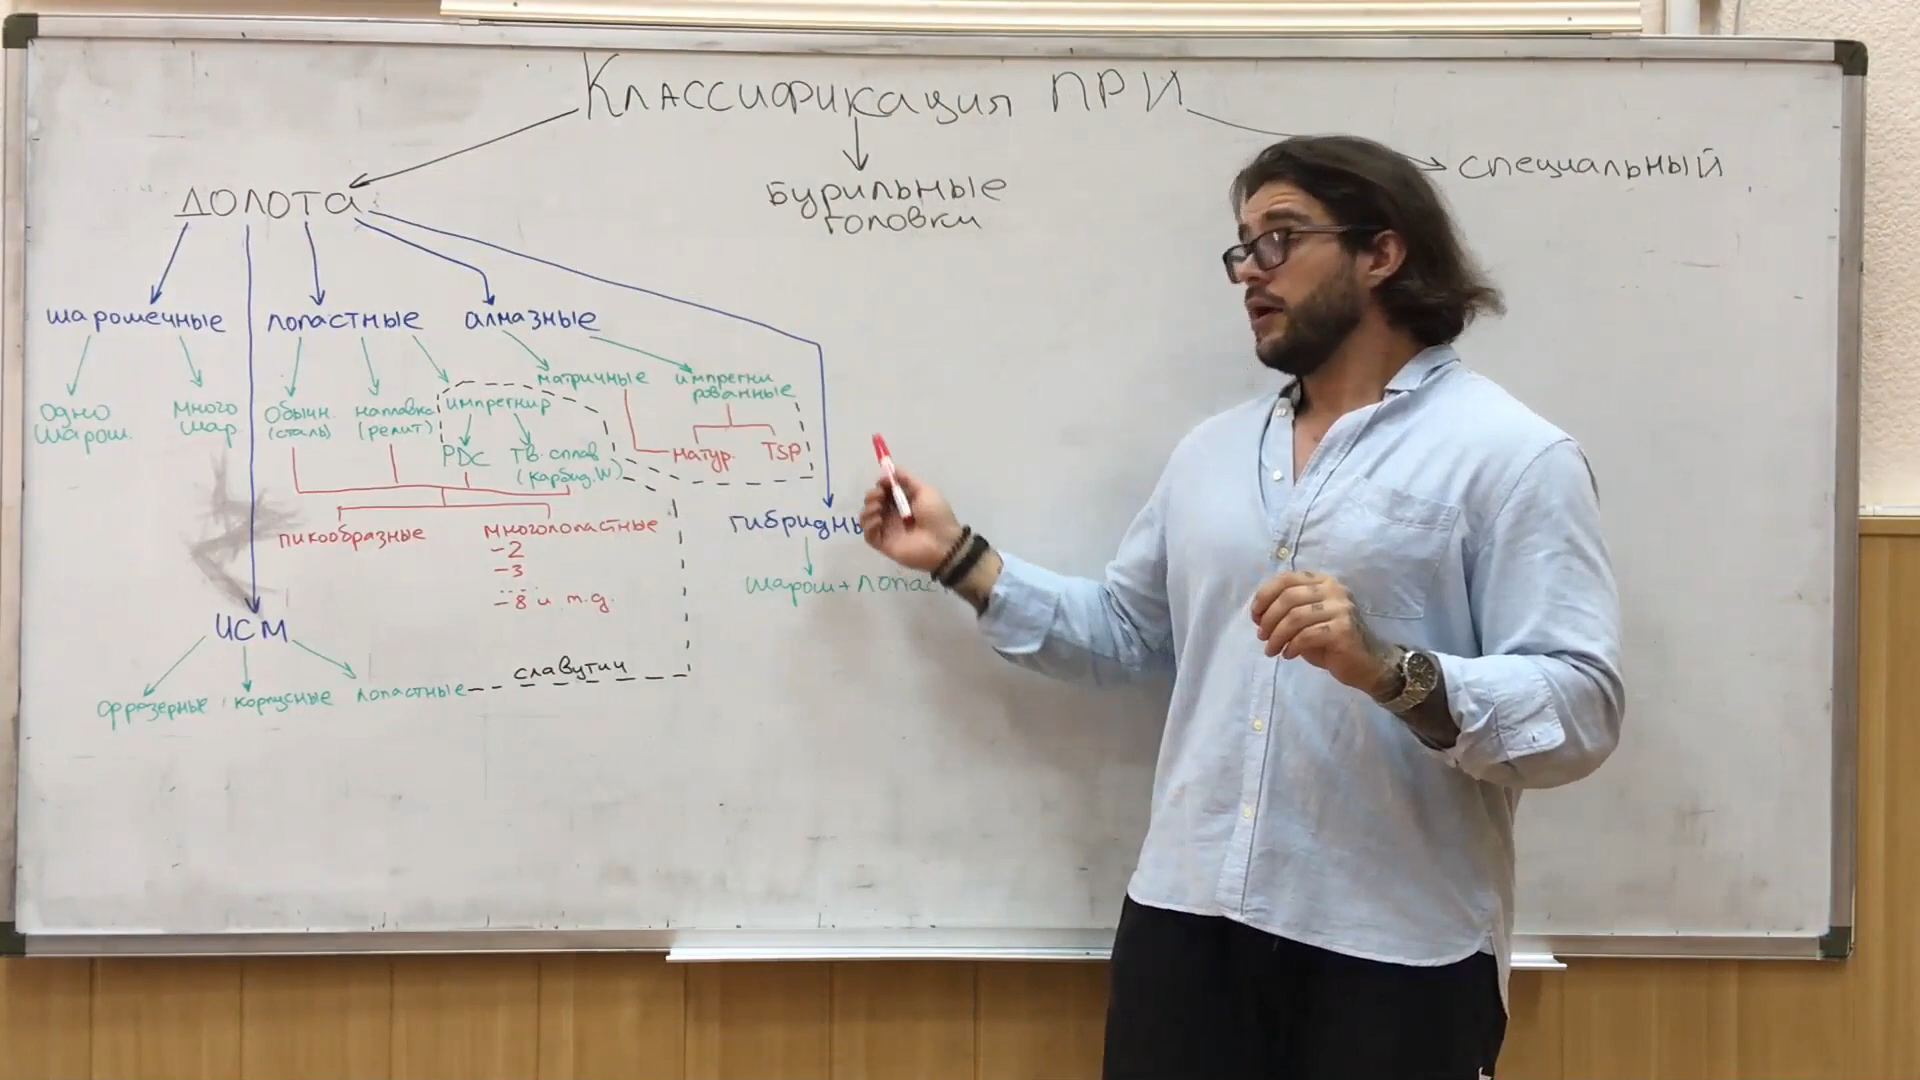 Классификация ПРИ
ДОЛОТА
Бурильные
головки
специальный
шарошечные
лопастные
алмазные
одно
шарош.
много
шар
Обычн.
(сталь)
наплавка
(релит)
импрегнир
PDC
ТВ. сплав
(карбид. W)
матричные
импрегни
рованные
натур.
TSP
пикообразные
многолопастные
-2
-3
...
-8 и т.д.
гибридны
шарош + лопас
ИСМ
фрезерные
корпусные
лопастные
славутич